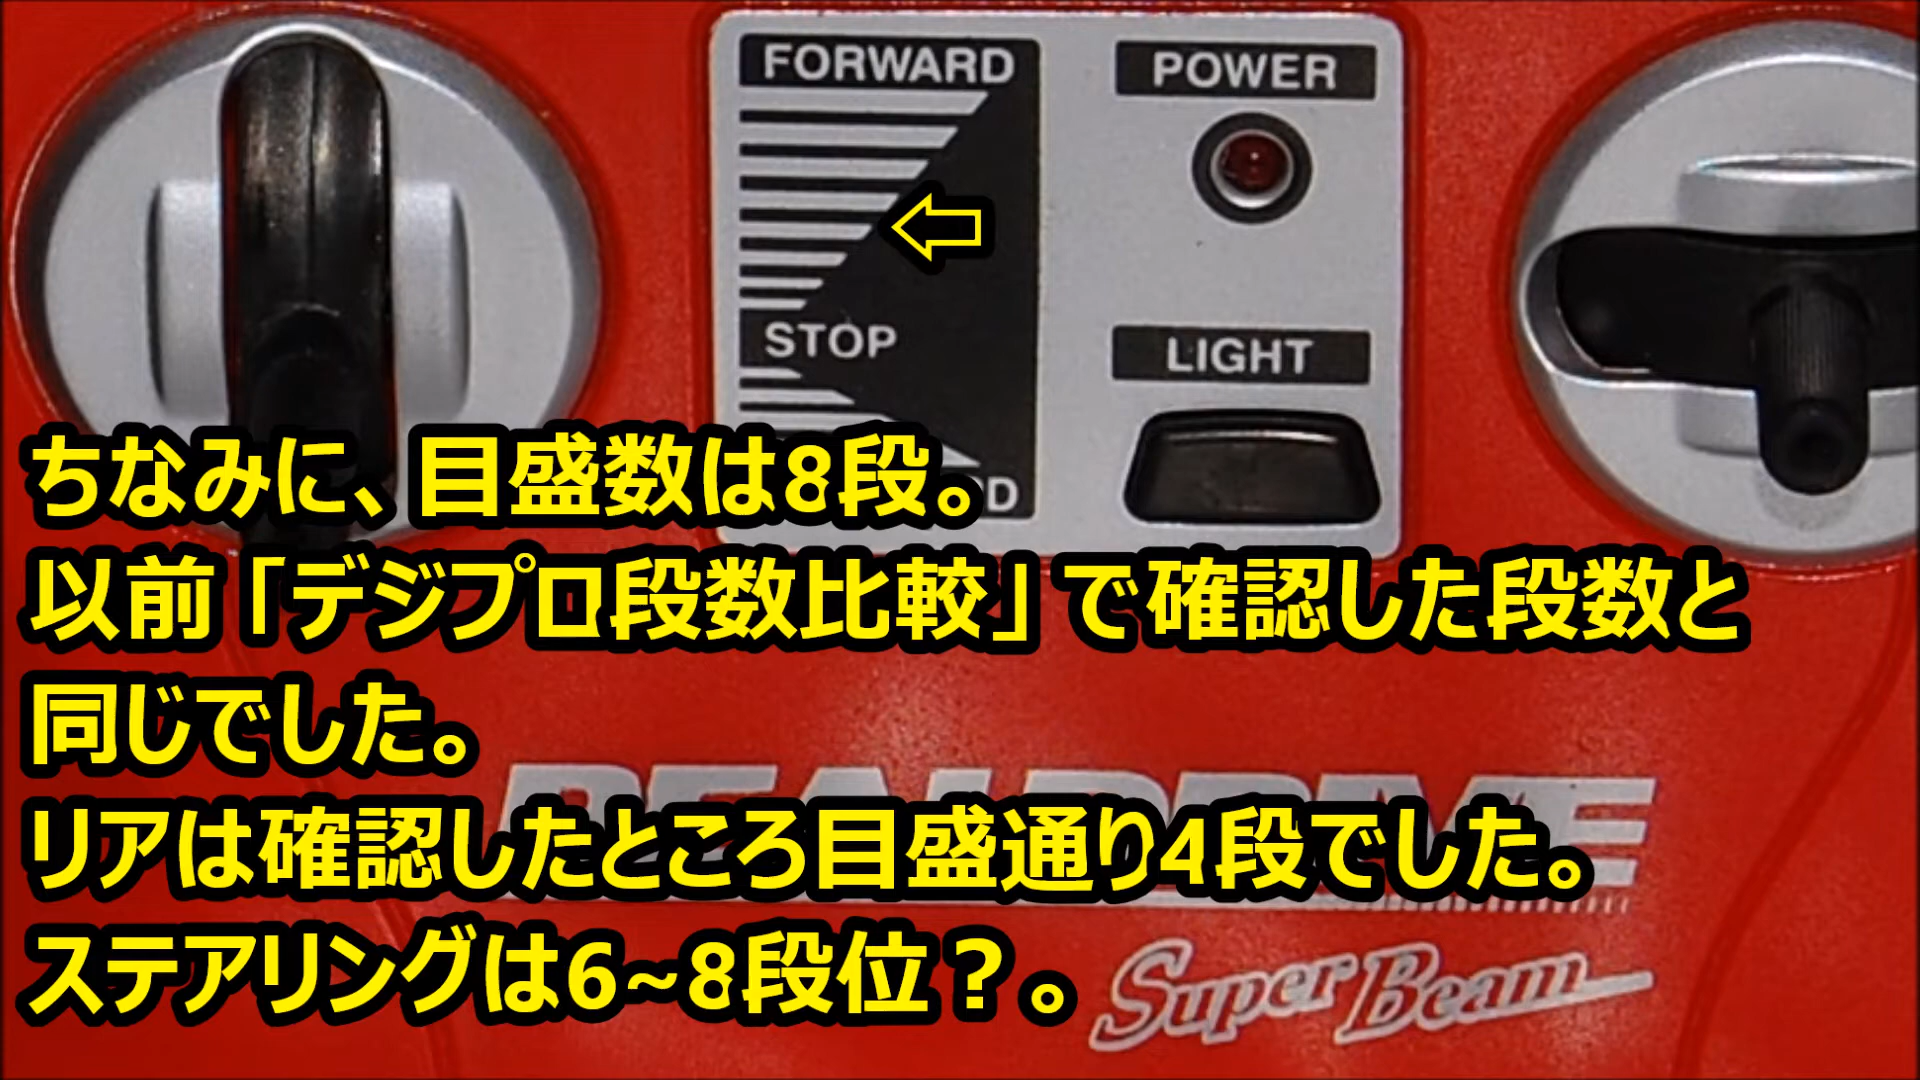 FORWARD
POWER
STOP
LIGHT
ちなみに、目盛数は8段。
以前「デジプロ段数比較」で確認した段数と
同じでした。
リアは確認したところ目盛通り4段でした。
ステアリングは6~8段位？。
Super Beam